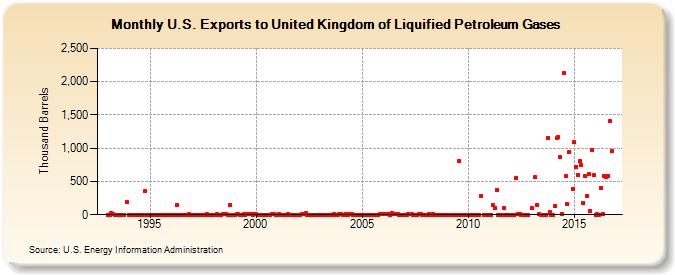 Monthly U.S. Exports to United Kingdom of Liquified Petroleum Gases
Thousand Barrels
2,500
2,000
1,500
1,000
500
0
1995 2000 2005 2010 2015
Source: U.S. Energy Information Administration